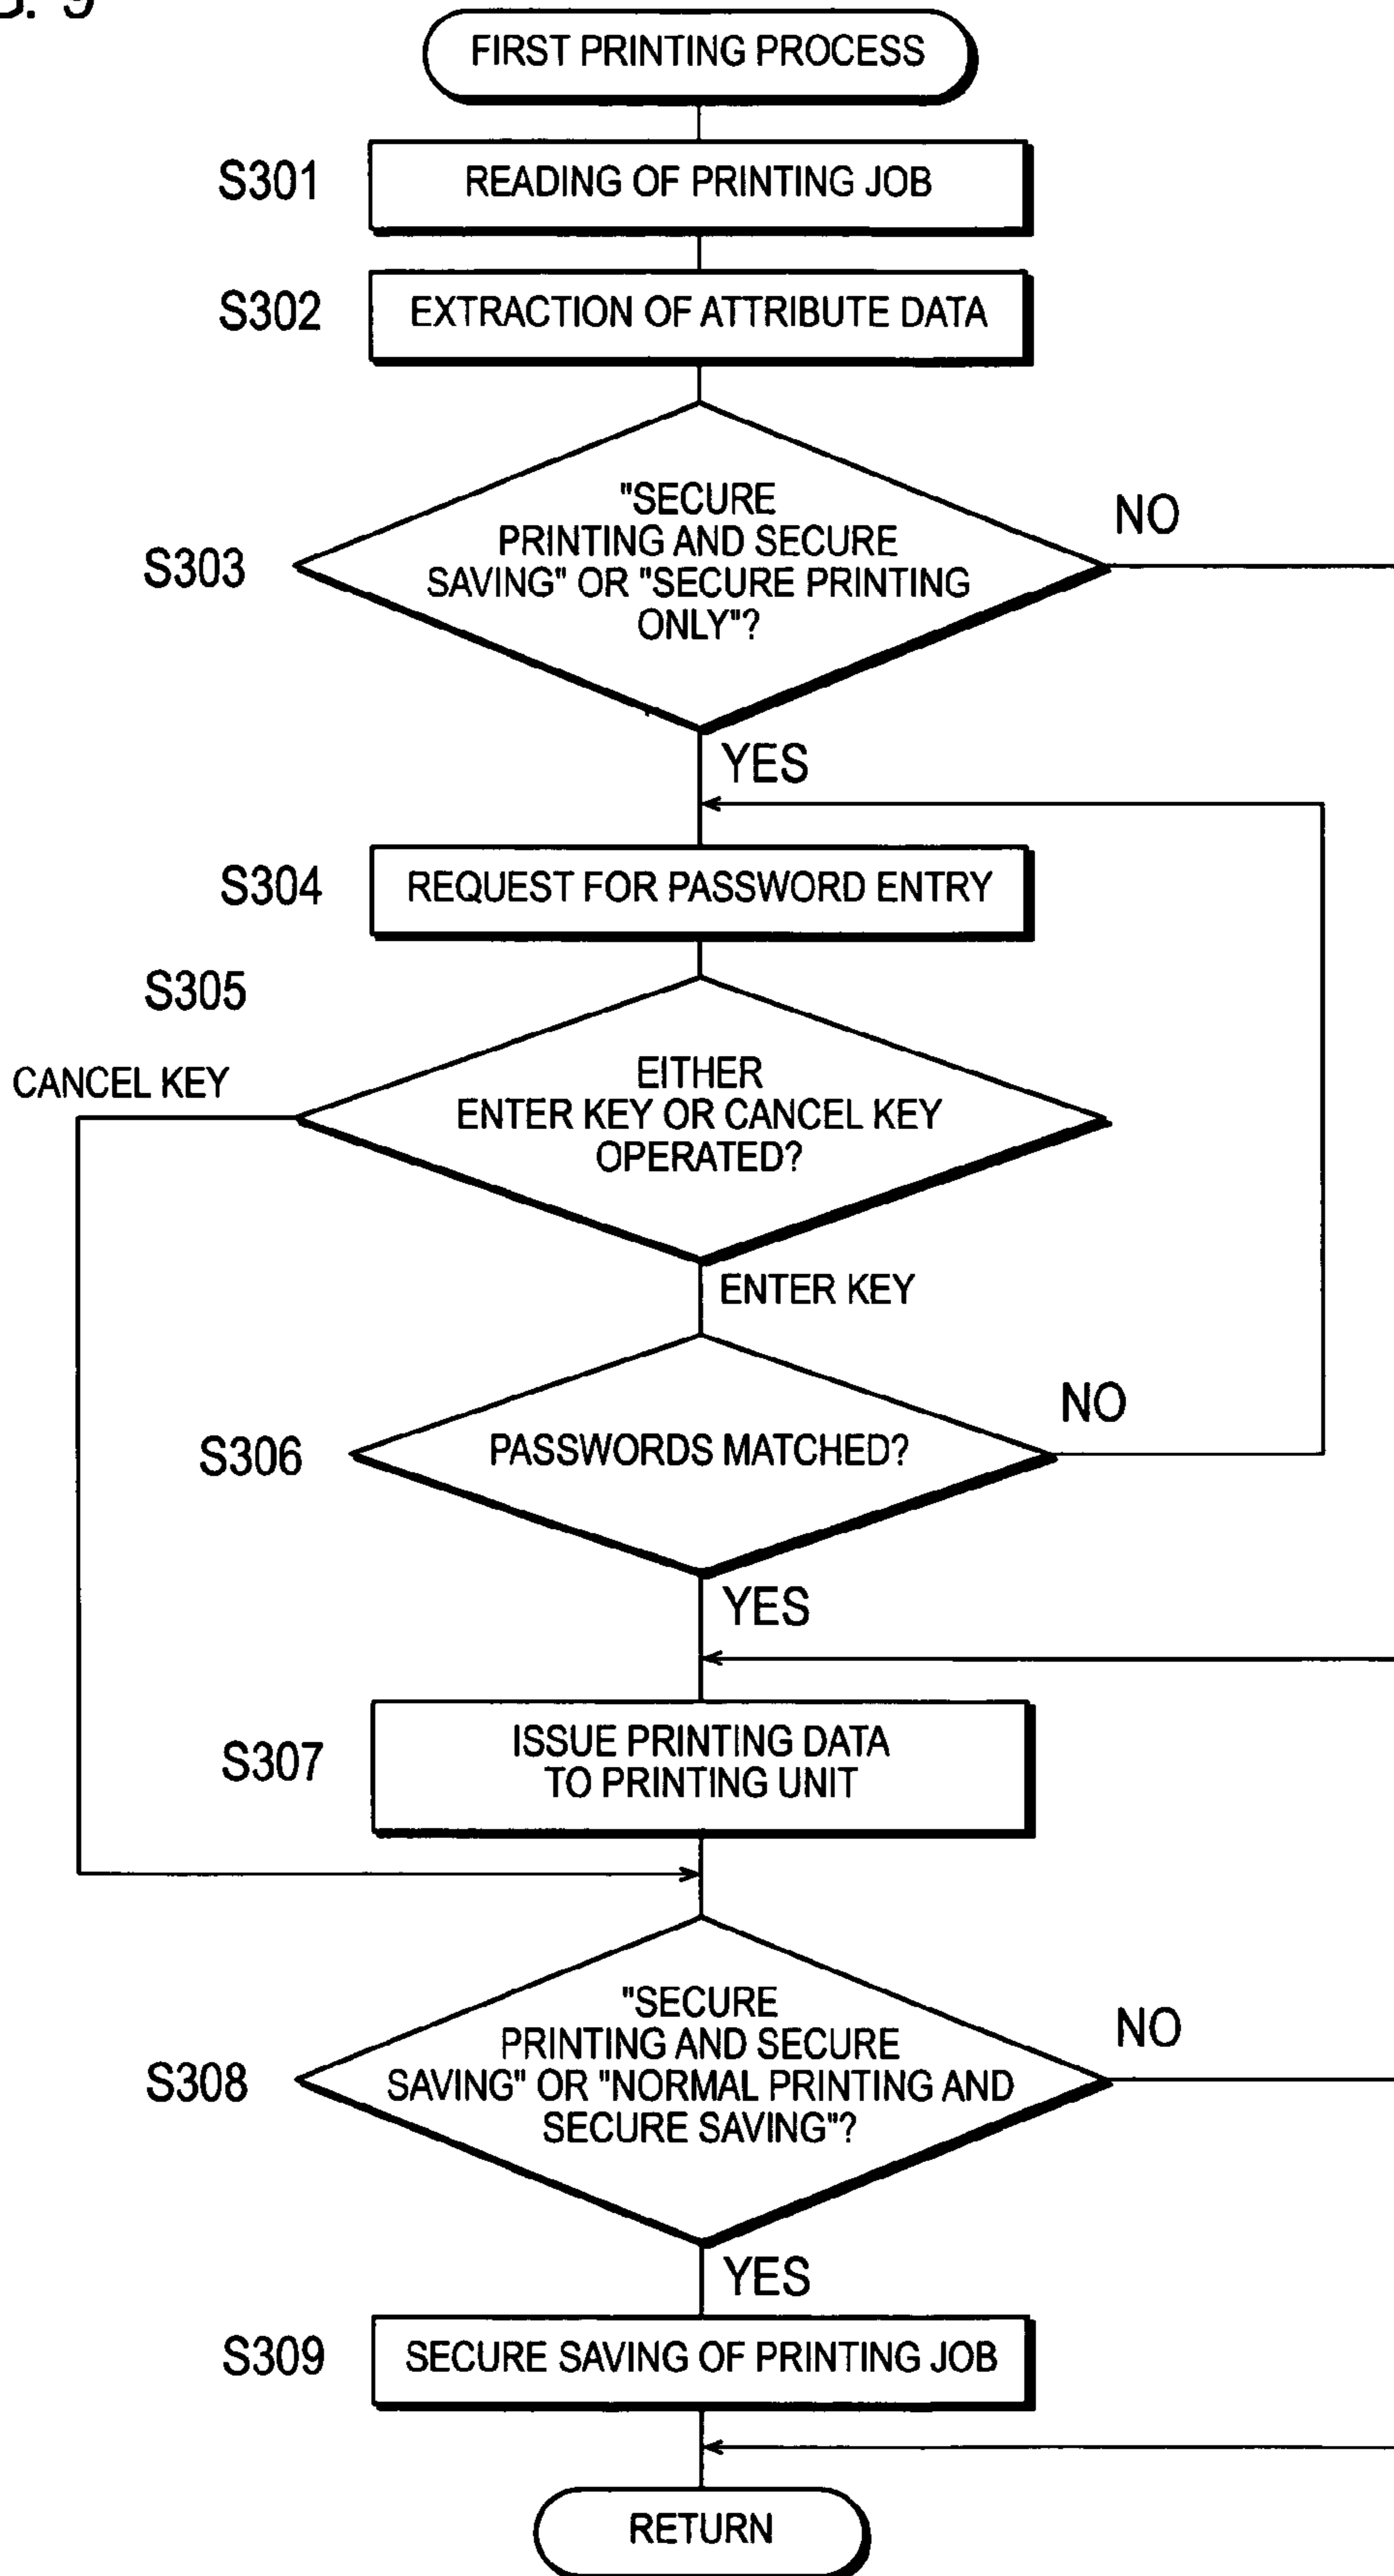 FIRST PRINTING PROCESS
S301
READING OF PRINTING JOB
S302
EXTRACTION OF ATTRIBUTE DATA
S303
"SECURE
PRINTING AND SECURE
SAVING" OR "SECURE PRINTING
ONLY"?
NO
YES
S304
REQUEST FOR PASSWORD ENTRY
S305
CANCEL KEY
EITHER
ENTER KEY OR CANCEL KEY
OPERATED?
ENTER KEY
S306
PASSWORDS MATCHED?
NO
YES
S307
ISSUE PRINTING DATA
TO PRINTING UNIT
S308
"SECURE
PRINTING AND SECURE
SAVING" OR "NORMAL PRINTING AND
SECURE SAVING"?
NO
YES
S309
SECURE SAVING OF PRINTING JOB
RETURN